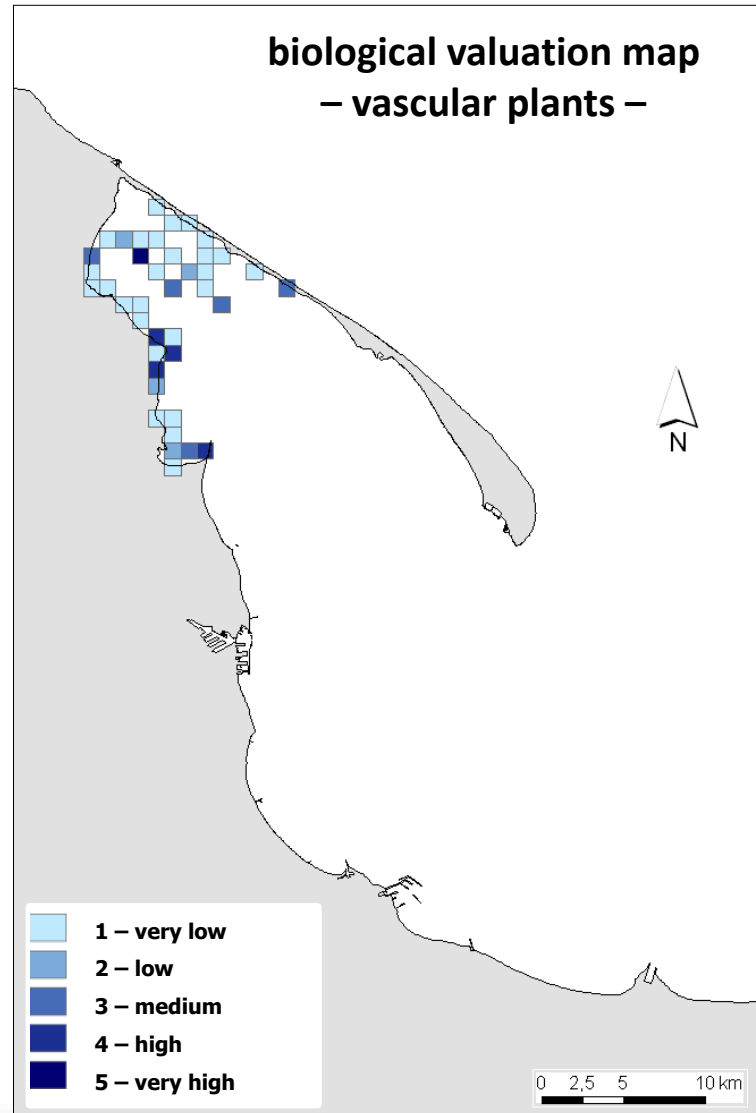 biological valuation map
– vascular plants –
N
1 – very low
2 – low
3 – medium
4 – high
5 – very high
0 2,5 5 10 km